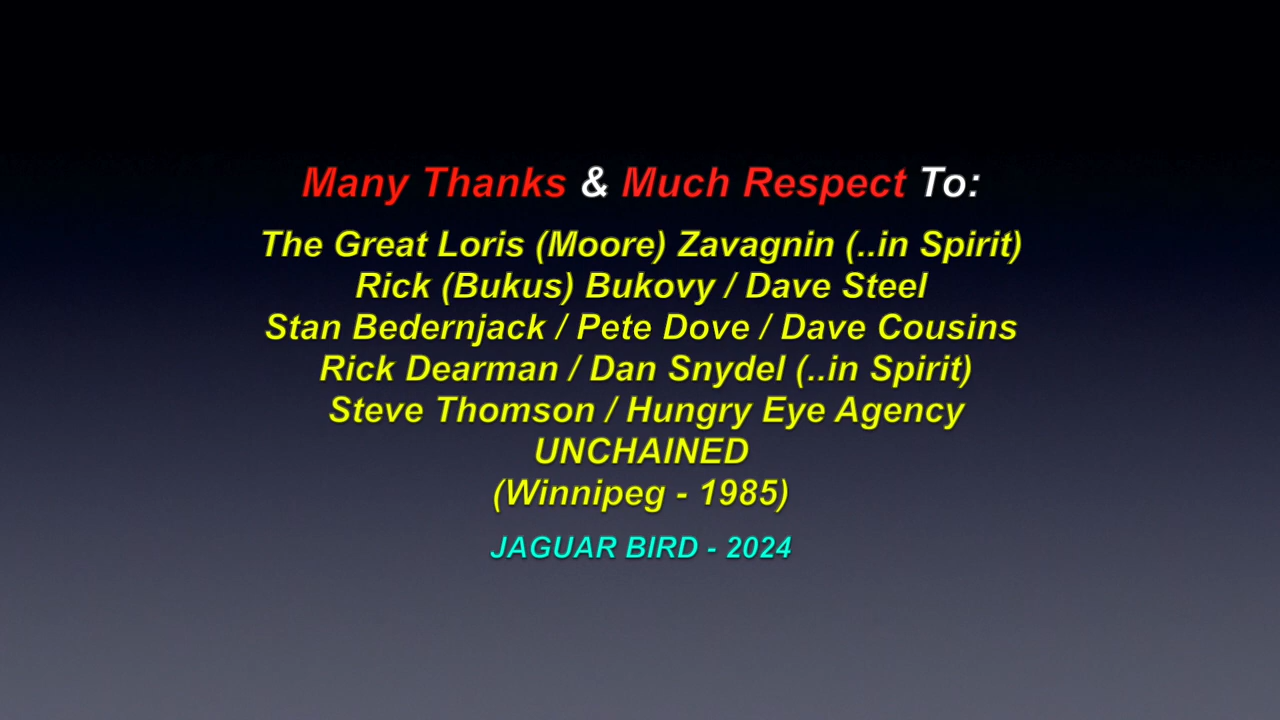 Many Thanks & Much Respect To:
The Great Loris (Moore) Zavagnin (..in Spirit)
Rick (Bukus) Bukovy / Dave Steel
Stan Bedernjack / Pete Dove / Dave Cousins
Rick Dearman / Dan Snydel (..in Spirit)
Steve Thomson / Hungry Eye Agency
UNCHAINED
(Winnipeg - 1985)
JAGUAR BIRD - 2024